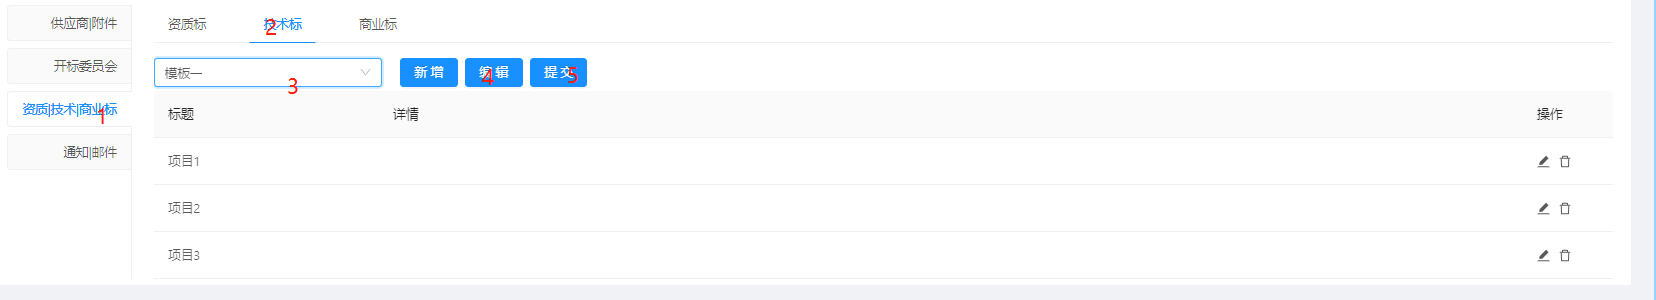 供应商|附件
开标委员会
资质|技术|商业标
1
通知|邮件
资质标 技术标 商业标
2
模板一
3
新增 编辑 提交
4 5
标题 详情 操作
项目1
项目2
项目3